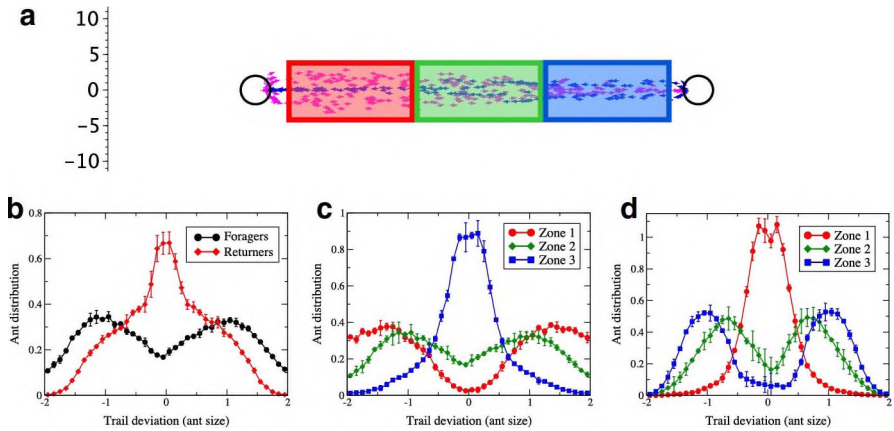 a
10
5
0
−5
−10
b
0.8
0.6
0.4
0.2
0
-2 -1 0 1 2
Ant distribution
Trail deviation (ant size)
Foragers
Returners
c
1
0.8
0.6
0.4
0.2
0
-2 -1 0 1 2
Ant distribution
Trail deviation (ant size)
Zone 1
Zone 2
Zone 3
d
1
0.8
0.6
0.4
0.2
0
-2 -1 0 1 2
Ant distribution
Trail deviation (ant size)
Zone 1
Zone 2
Zone 3